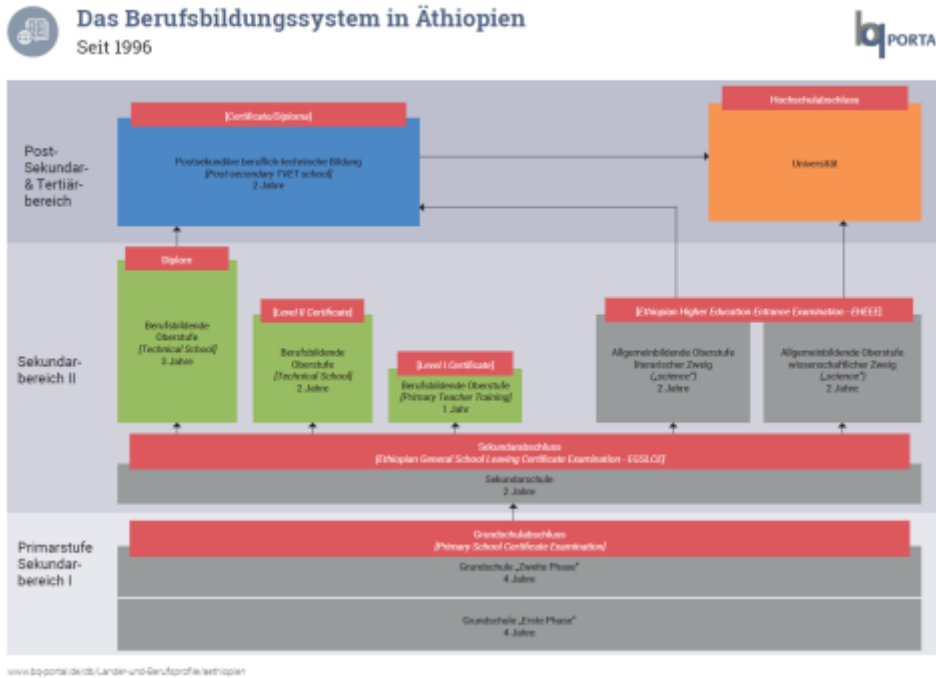 Das Berufsbildungssystem in Äthiopien
Seit 1996
bq PORTA
Post-
Sekundar-
& Tertiär-
bereich
[Certificate/Diploma]
Postsekundäre beruflich-technische Bildung
[Post-secondary TVET school]
2 Jahre
Hochschulabschluss
Universität
Sekundar-
bereich II
Diplom
Berufsbildende
Oberstufe
[Technical School]
3 Jahre
[Level II Certificate]
Berufsbildende
Oberstufe
[Technical School]
2 Jahre
[Level I Certificate]
Berufsbildende Oberstufe
[Primary Teacher Training]
1 Jahr
[Ethiopian Higher Education Entrance Examination - EHEEE]
Allgemeinbildende Oberstufe
literarischer Zweig
(„science")
2 Jahre
Allgemeinbildende Oberstufe
wissenschaftlicher Zweig
(„science")
2 Jahre
Sekundarabschluss
[Ethiopian General School Leaving Certificate Examination - EGSLCE]
Sekundarschule
2 Jahre
Primarstufe
Sekundar-
bereich I
Grundschulabschluss
[Primary School Certificate Examination]
Grundschule „Zweite Phase"
4 Jahre
Grundschule „Erste Phase"
4 Jahre
www.bq-portal.de/db/Länder-und-Berufsprofile/aethiopien